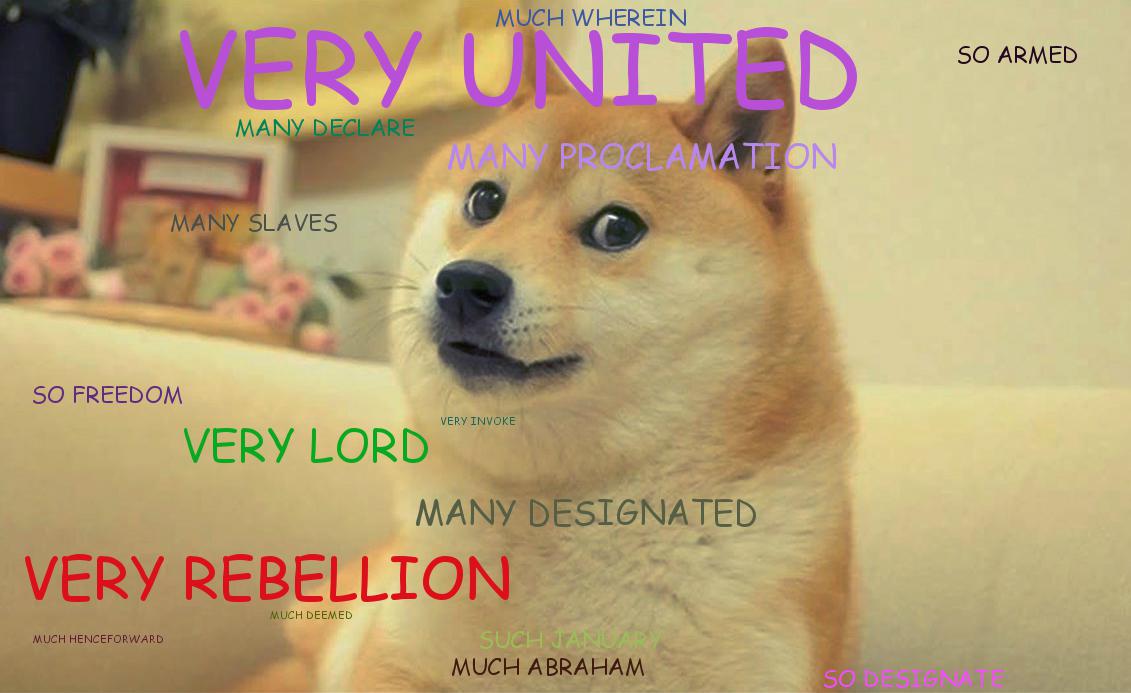 MUCH WHEREIN
VERY UNITED
SO ARMED
MANY DECLARE
MANY PROCLAMATION
MANY SLAVES
SO FREEDOM
VERY INVOKE
VERY LORD
MANY DESIGNATED
VERY REBELLION
MUCH DEEMED
MUCH HENCEFORWARD
SUCH JANUARY
MUCH ABRAHAM
SO DESIGNATE